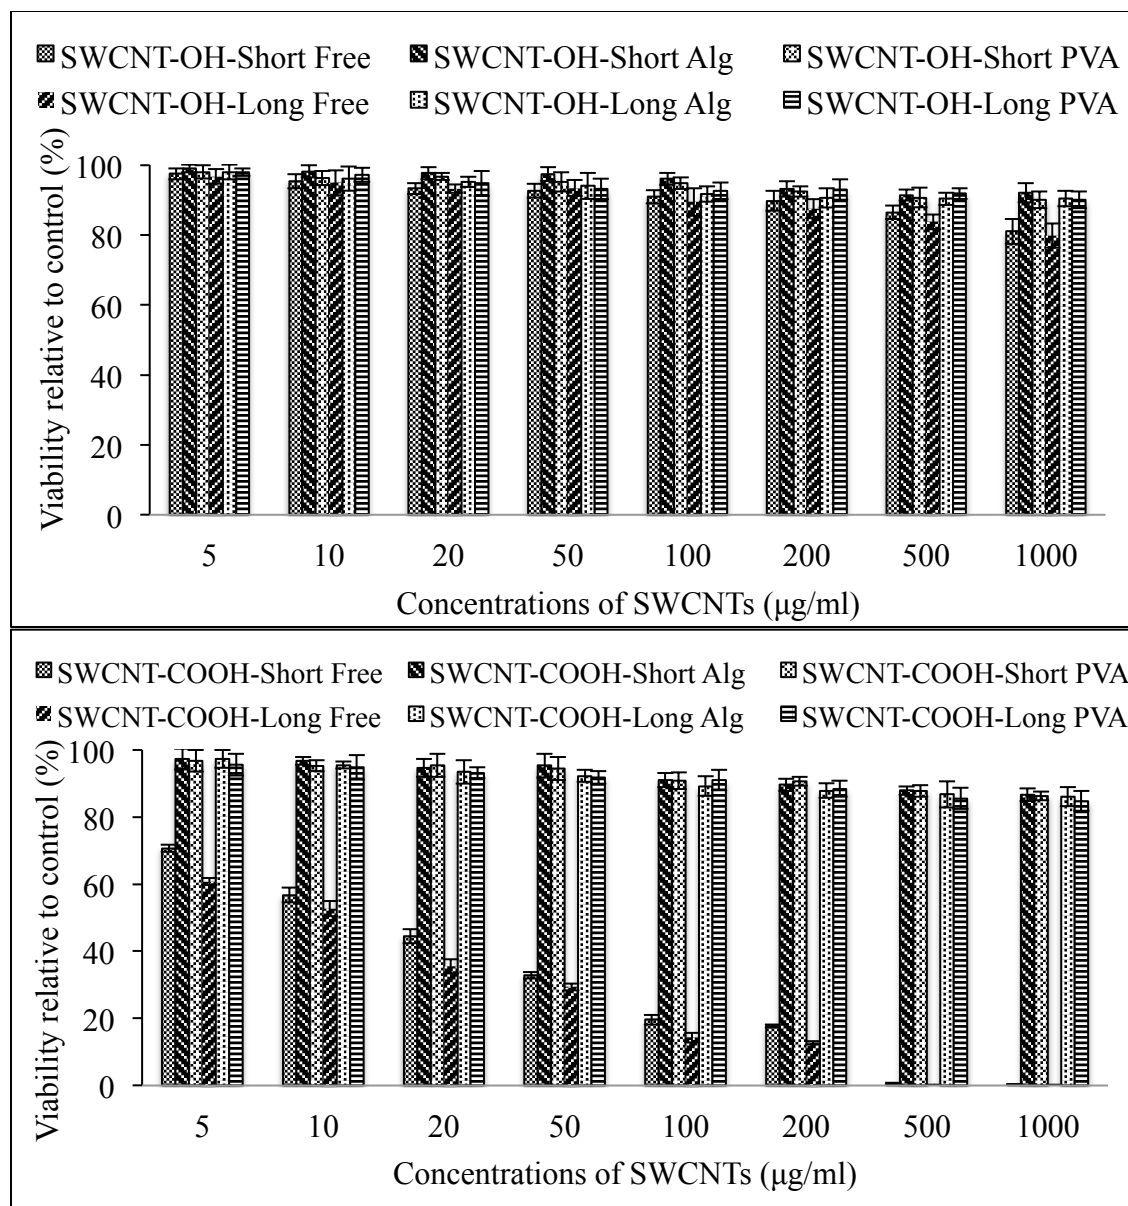 SWCNT-OH-Short Free SWCNT-OH-Short Alg SWCNT-OH-Short PVA
SWCNT-OH-Long Free SWCNT-OH-Long Alg SWCNT-OH-Long PVA
Viability relative to control (%)
100
80
60
40
20
0
5 10 20 50 100 200 500 1000
Concentrations of SWCNTs (μg/ml)
SWCNT-COOH-Short Free SWCNT-COOH-Short Alg SWCNT-COOH-Short PVA
SWCNT-COOH-Long Free SWCNT-COOH-Long Alg SWCNT-COOH-Long PVA
Viability relative to control (%)
100
80
60
40
20
0
5 10 20 50 100 200 500 1000
Concentrations of SWCNTs (μg/ml)